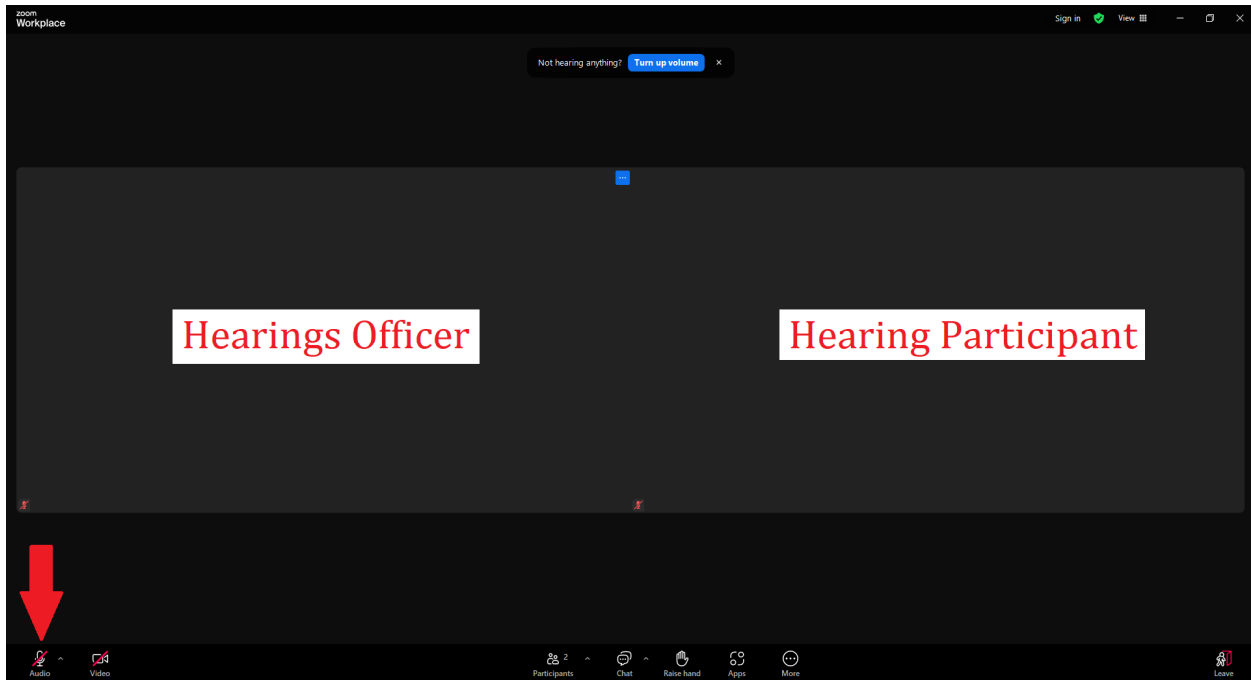 zoom
Workplace
Sign in View
Not hearing anything? Turn up volume ×
Hearings Officer Hearing Participant
Audio Video Participants 2 Chat Raise hand Apps More Leave